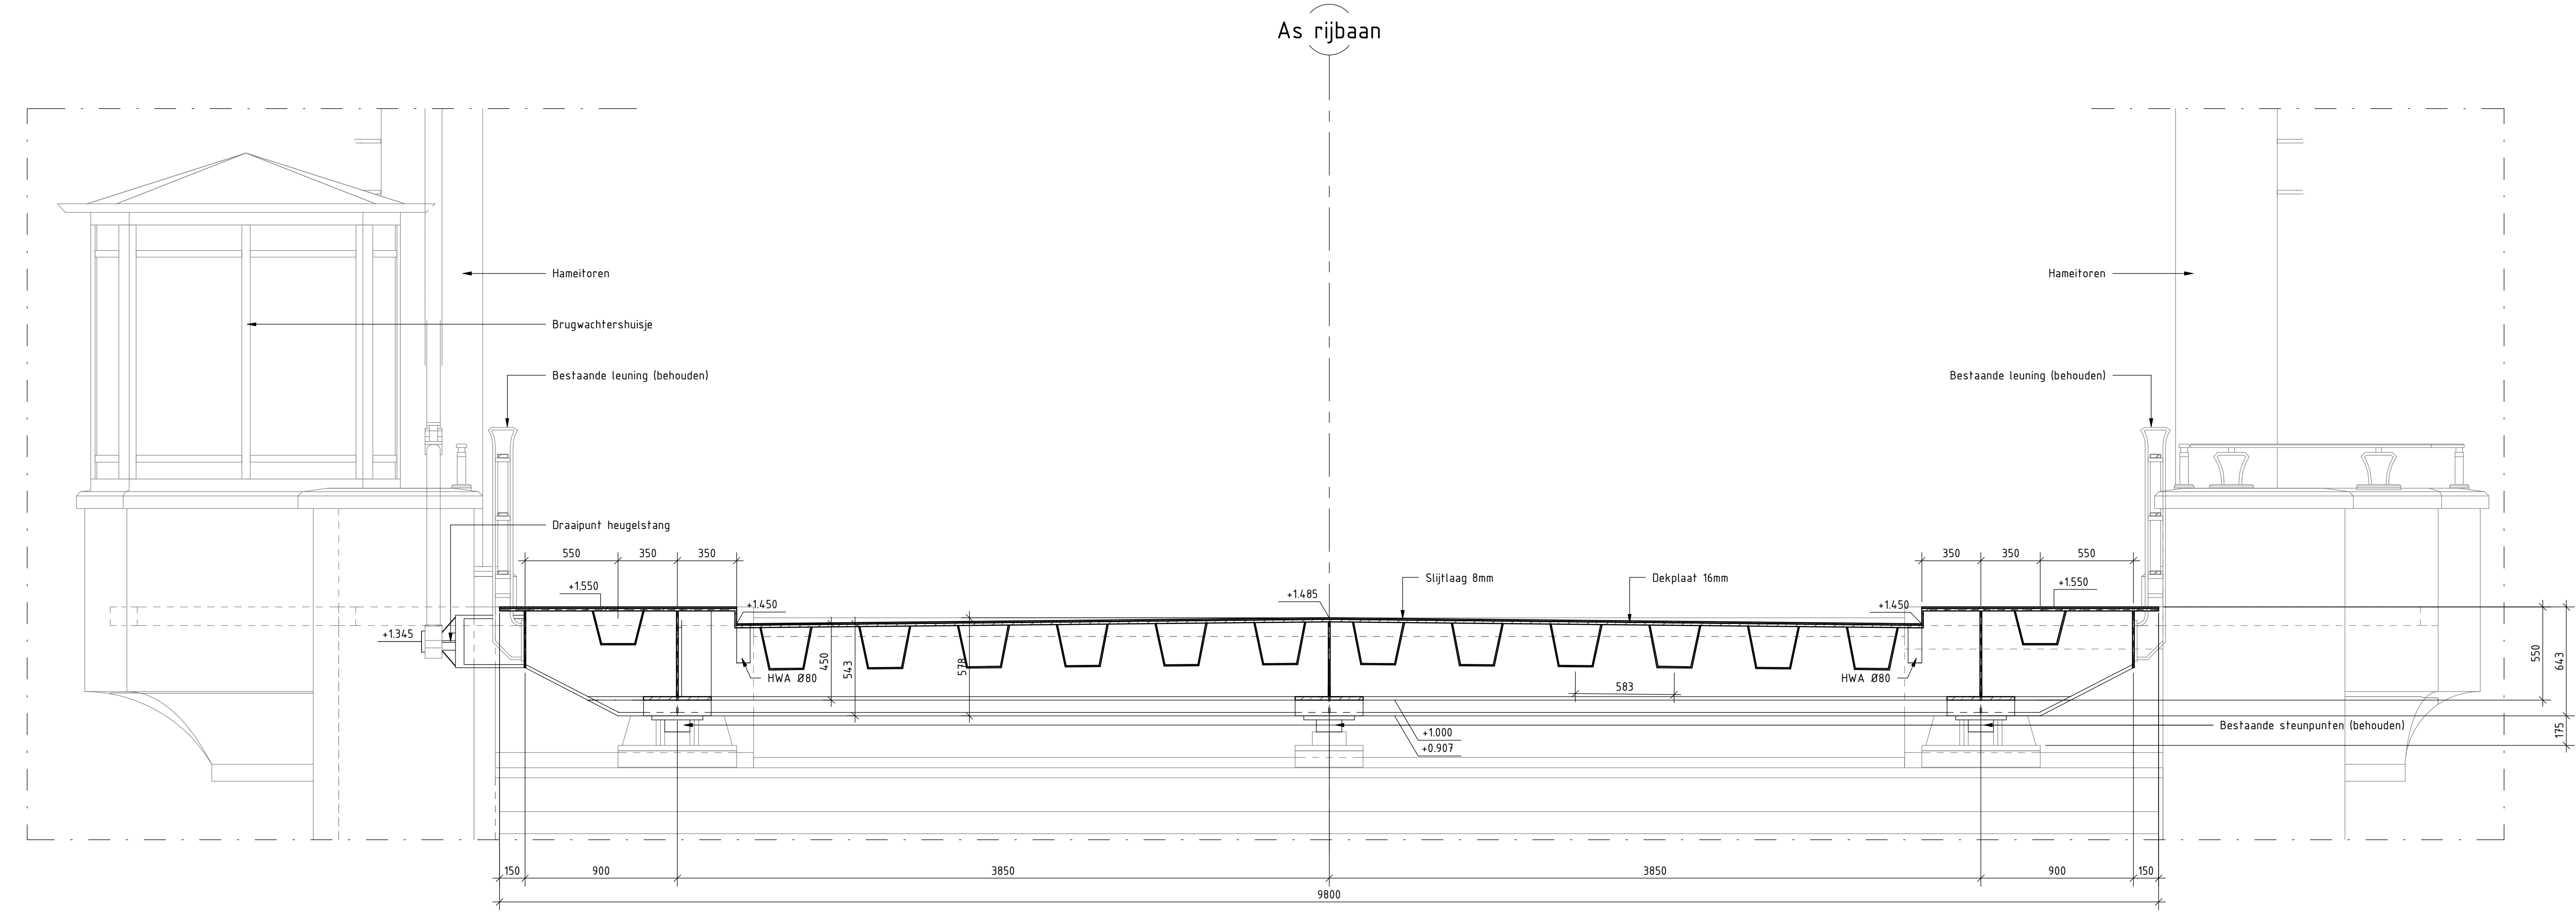 As rijbaan
Hameitoren
Hameitoren
Brugwachtershuisje
Bestaande leuning (behouden)
Bestaande leuning (behouden)
Draaipunt heugelstang
550 350 350
350 350 550
+1.550
Slijtlaag 8mm
Dekplaat 16mm
+1.550
+1.485
+1.450
+1.450
+1.345
450
543
578
550
643
HWA Ø80
HWA Ø80
583
Bestaande steunpunten (behouden)
175
+1.000
+0.907
150 900 3850 3850 900 150
9800